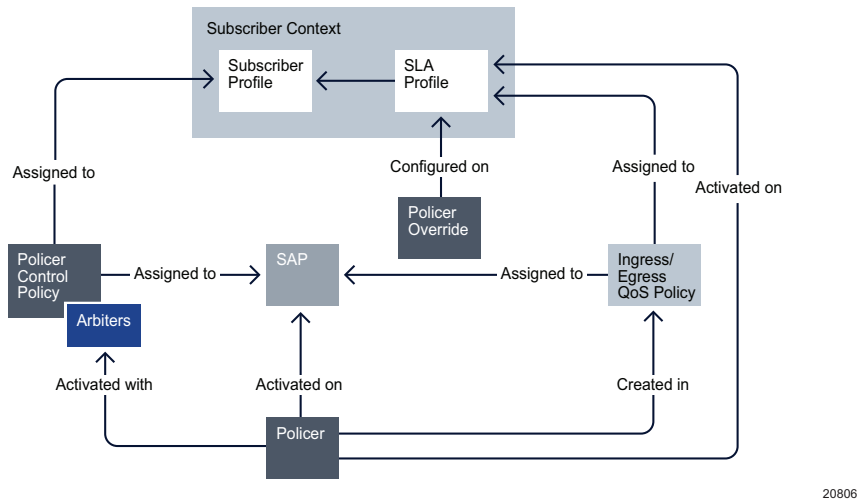 Subscriber Context
Subscriber
Profile
SLA
Profile
Assigned to
Configured on
Assigned to
Activated on
Policer
Override
Policer
Control
Policy
Assigned to
SAP
Assigned to
Ingress/
Egress
QoS Policy
Arbiters
Activated with
Activated on
Created in
Policer
20806